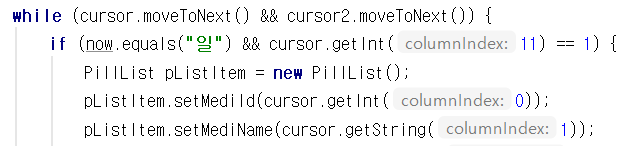 while (cursor.moveToNext() && cursor2.moveToNext()) {
if (now.equals("일") && cursor.getInt( columnIndex: 11) == 1) {
PillList pListItem = new PillList();
pListItem.setMediId(cursor.getInt( columnIndex: 0));
pListItem.setMediName(cursor.getString( columnIndex: 1));